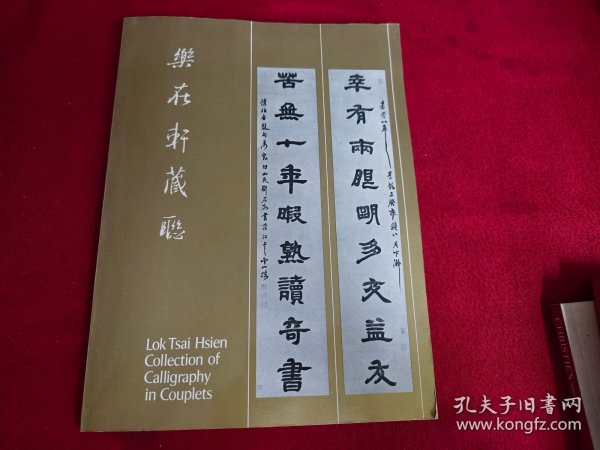 樂在軒藏聯
幸有兩眼明多交益友
苦無十年暇熟讀奇書
Lok Tsai Hsien
Collection of
Calligraphy
in Couplets
CHRISTIE'S
孔夫子旧书网
www.kongfz.com